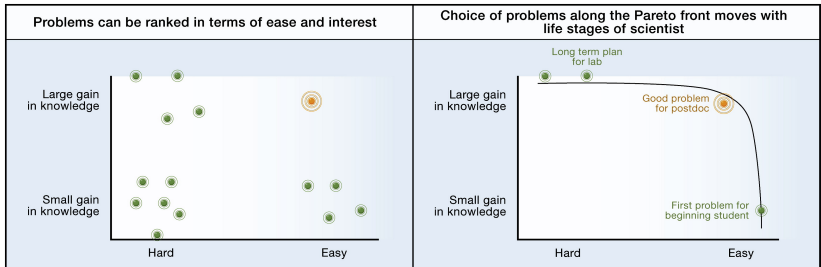 Problems can be ranked in terms of ease and interest
Large gain
in knowledge
Small gain
in knowledge
Hard
Easy
Choice of problems along the Pareto front moves with
life stages of scientist
Long term plan
for lab
Large gain
in knowledge
Good problem
for postdoc
Small gain
in knowledge
First problem for
beginning student
Hard
Easy